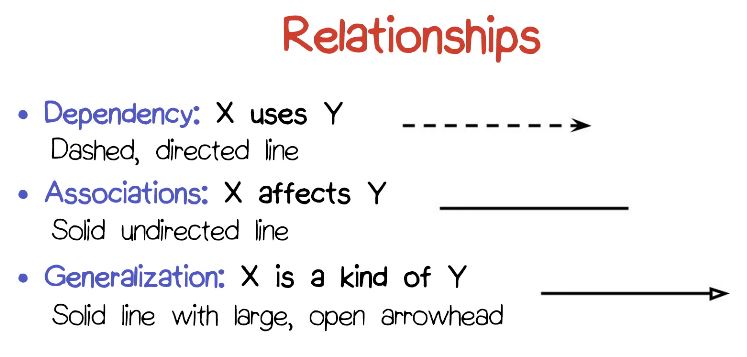 Relationships
• Dependency: X uses Y
Dashed, directed line
• Associations: X affects Y
Solid undirected line
• Generalization: X is a kind of Y
Solid line with large, open arrowhead